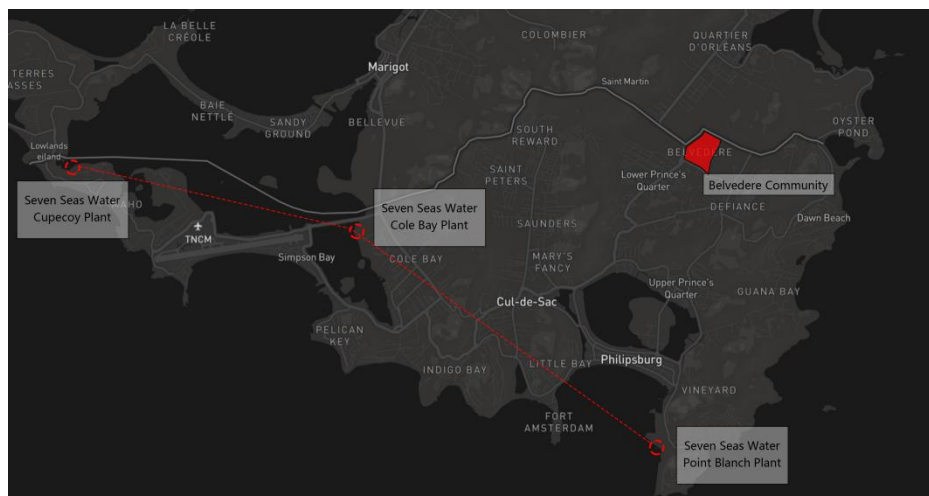 LA BELLE
CRÉOLE
COLOMBIER
QUARTIER
D'ORLÉANS
Marigot
TERRES
ASSES
Saint Martin
BAIE
NETTLÉ
SANDY
GROUND
BELLEVUE
OYSTER
POND
SOUTH
REWARD
Lowlands
eiland
BELVEDERE
SAINT
PETERS
Lower Prince's
Quarter
Belvedere Community
Seven Seas Water
Cupecoy Plant
AHO
Seven Seas Water
Cole Bay Plant
DEFIANCE
Dawn Beach
SAUNDERS
TNCM
Simpson Bay
COLE BAY
MARY'S
FANCY
Upper Prince's
Quarter
GUANA BAY
Cul-de-Sac
PELICAN
KEY
INDIGO BAY
LITTLE BAY
Philipsburg
VINEYARD
FORT
AMSTERDAM
Seven Seas Water
Point Blanch Plant